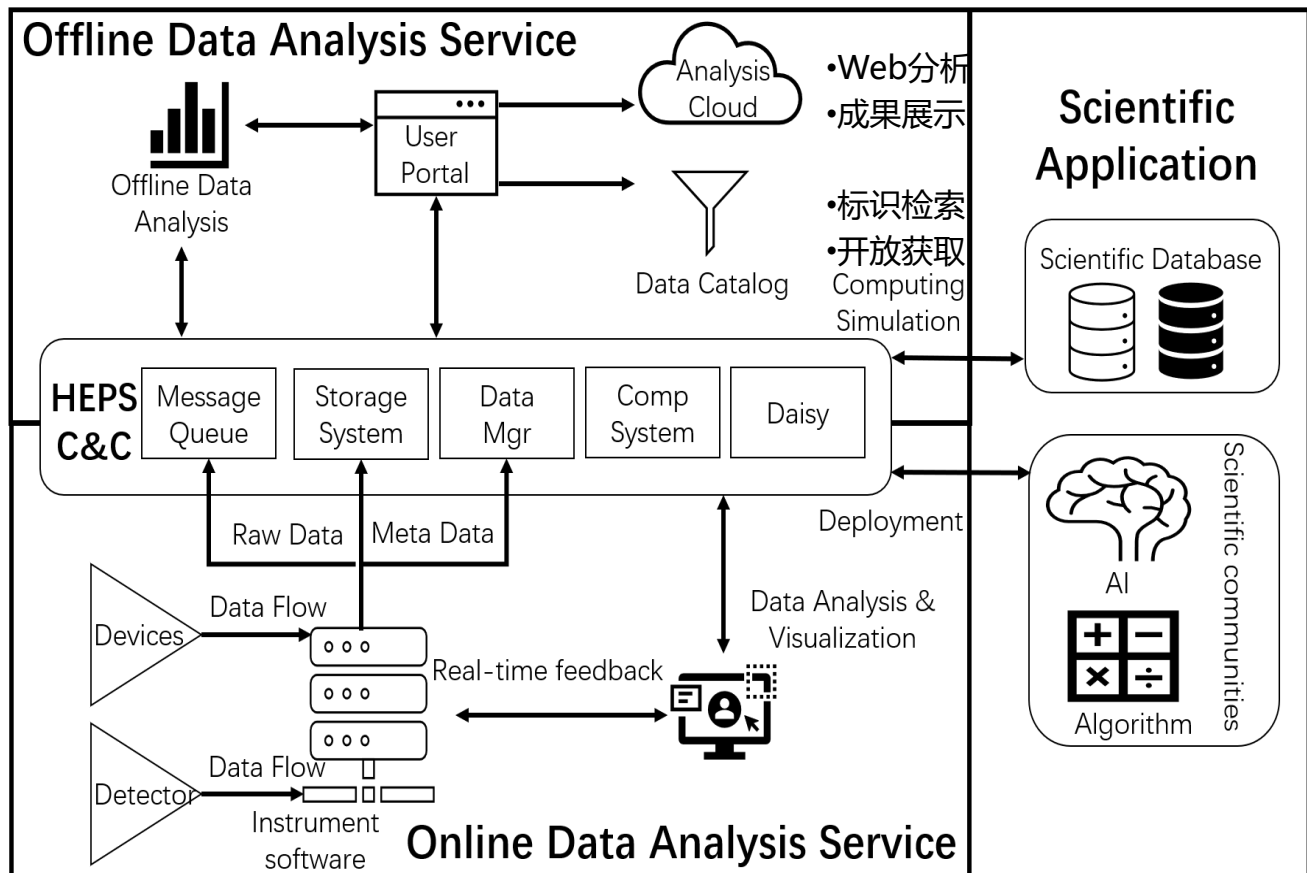 Offline Data Analysis Service
Analysis
Cloud
•Web分析
•成果展示
User
Portal
Offline Data
Analysis
Data Catalog
•标识检索
•开放获取
Computing
Simulation
Scientific
Application
Scientific Database
HEPS
C&C
Message
Queue
Storage
System
Data
Mgr
Comp
System
Daisy
Raw Data
Meta Data
Deployment
Devices
Data Flow
Real-time feedback
Data Analysis &
Visualization
Detector
Data Flow
Instrument
software
Online Data Analysis Service
AI
Algorithm
Scientific communities